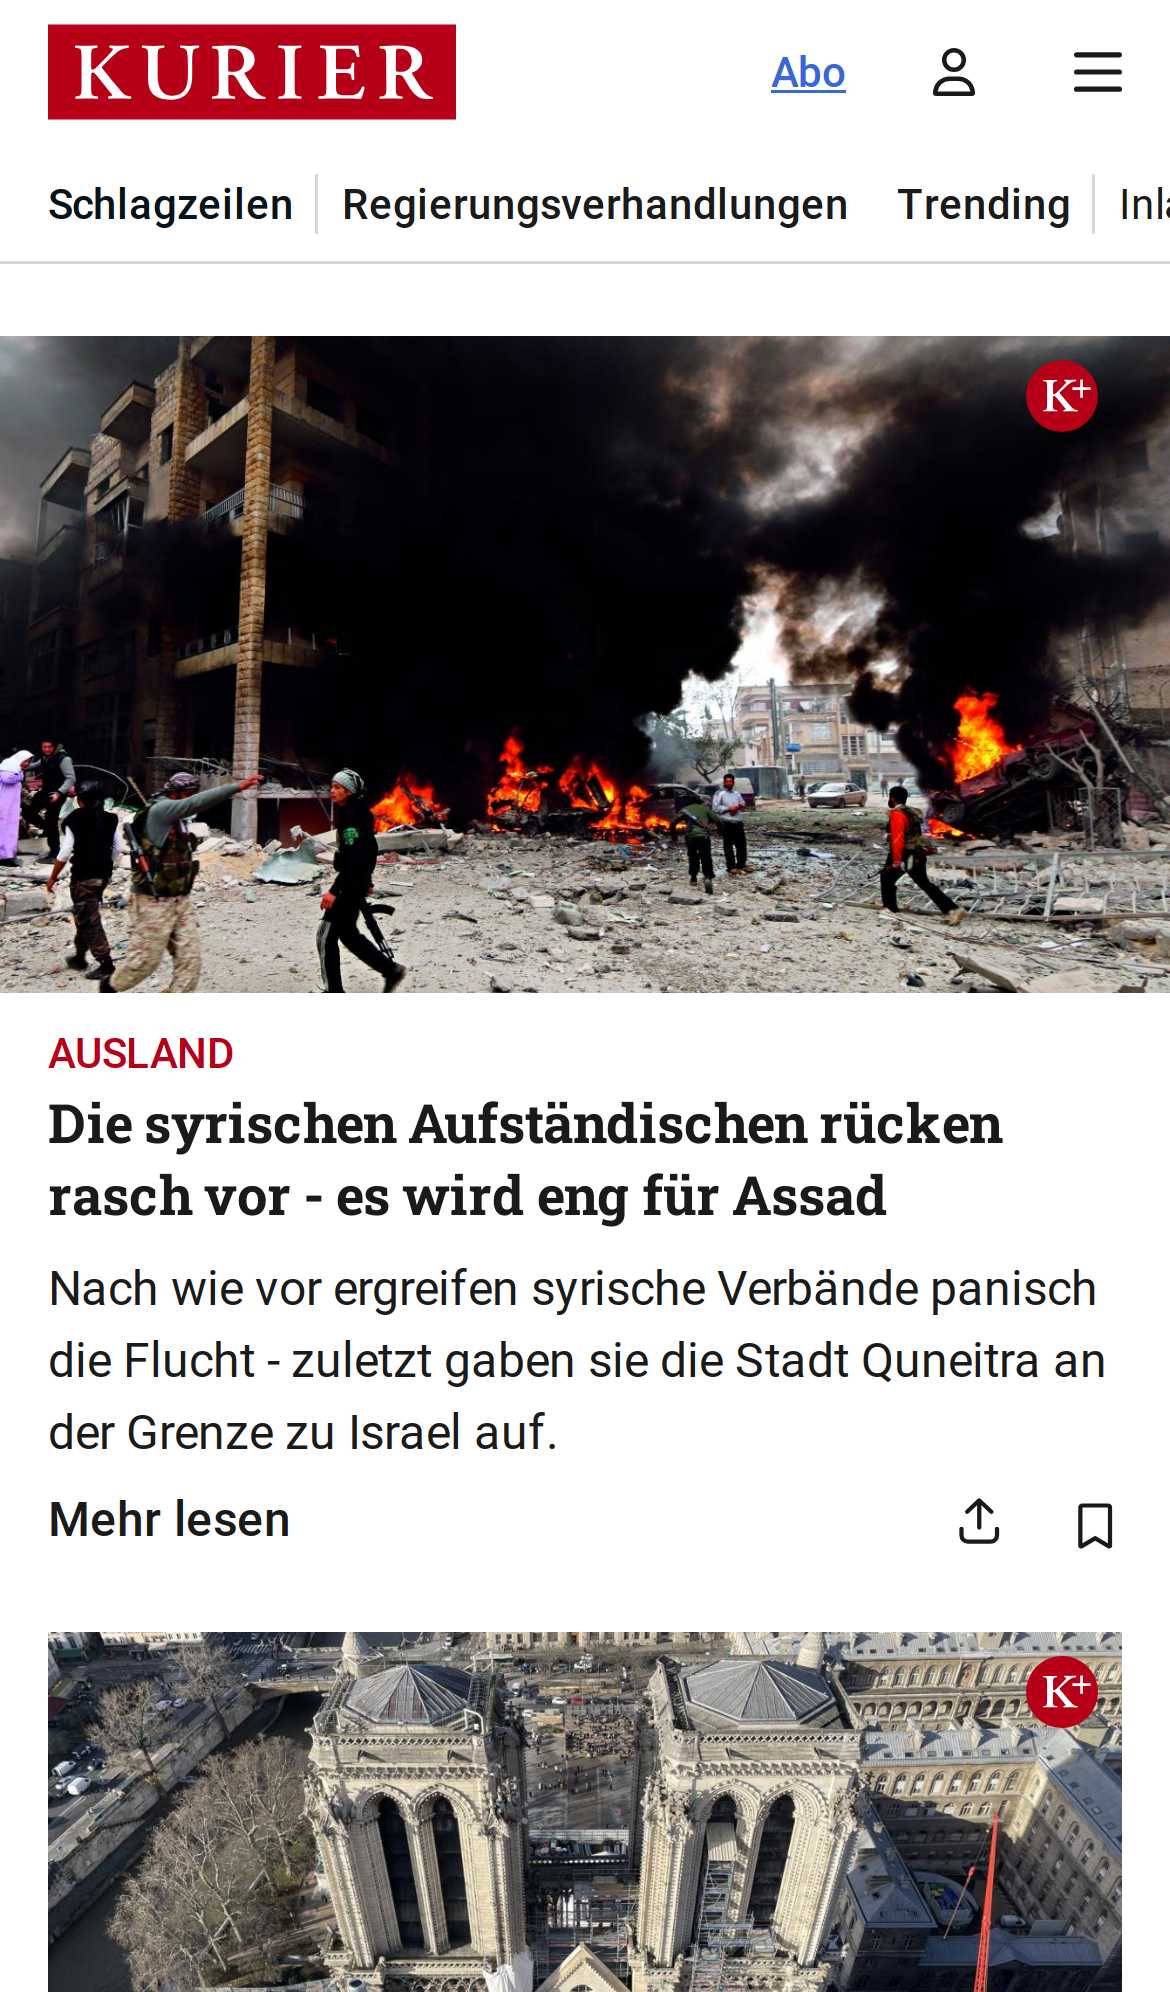 KURIER
Abo
Schlagzeilen
Regierungsverhandlungen
Trending
K+
AUSLAND
Die syrischen Aufständischen rücken
rasch vor - es wird eng für Assad
Nach wie vor ergreifen syrische Verbände panisch
die Flucht - zuletzt gaben sie die Stadt Quneitra an
der Grenze zu Israel auf.
Mehr lesen
K+